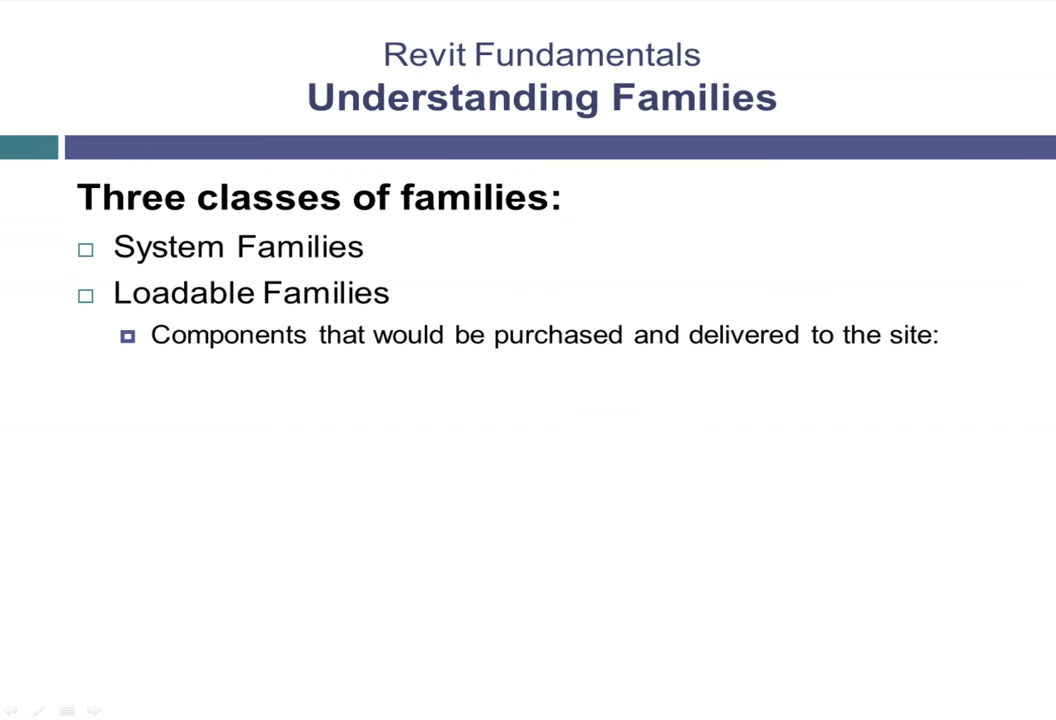 Revit Fundamentals
Understanding Families
Three classes of families:
System Families
Loadable Families
Components that would be purchased and delivered to the site: